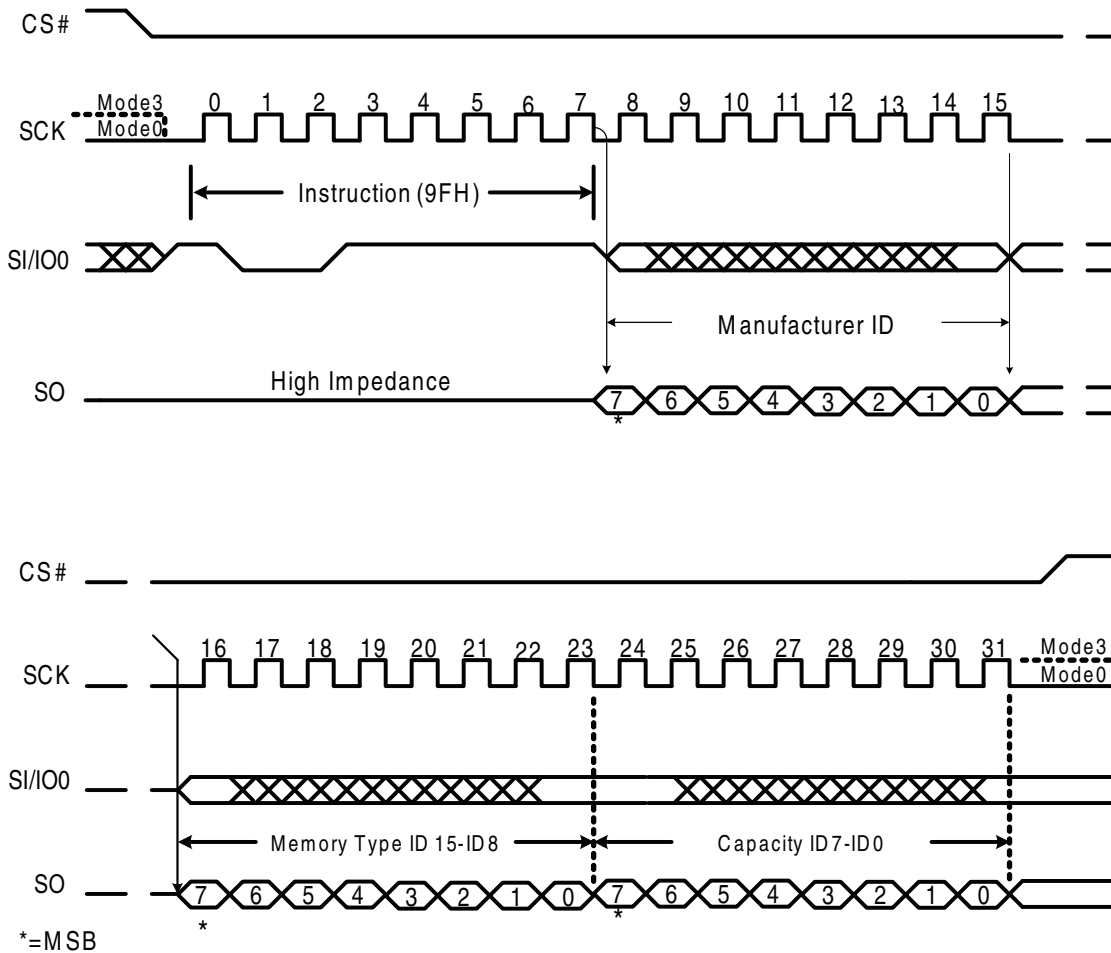 CS#
Mode3
0 1 2 3 4 5 6 7 8 9 10 11 12 13 14 15
SCK
Mode0
Instruction (9FH)
SI/IO0
Manufacturer ID
High Impedance
SO
7 6 5 4 3 2 1 0
*
CS#
16 17 18 19 20 21 22 23 24 25 26 27 28 29 30 31
Mode3
SCK
Mode0
SI/IO0
Memory Type ID 15-ID8
Capacity ID7-ID0
SO
7 6 5 4 3 2 1 0 7 6 5 4 3 2 1 0
* *
*=MSB